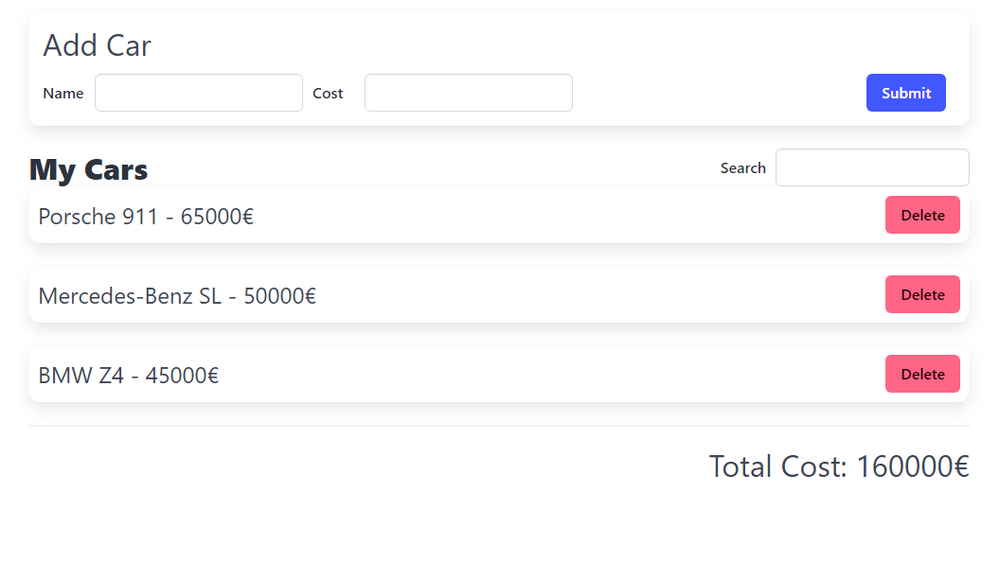 Add Car
Name Cost Submit
My Cars Search
Porsche 911 - 65000€ Delete
Mercedes-Benz SL - 50000€ Delete
BMW Z4 - 45000€ Delete
Total Cost: 160000€